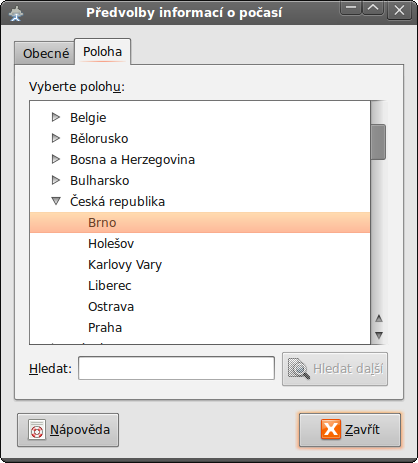 Předvolby informací o počasí
Obecné
Poloha
Vyberte polohu:
Belgie
Bělorusko
Bosna a Herzegovina
Bulharsko
Česká republika
Brno
Holešov
Karlovy Vary
Liberec
Ostrava
Praha
Hledat:
Hledat další
Nápověda
Zavřít